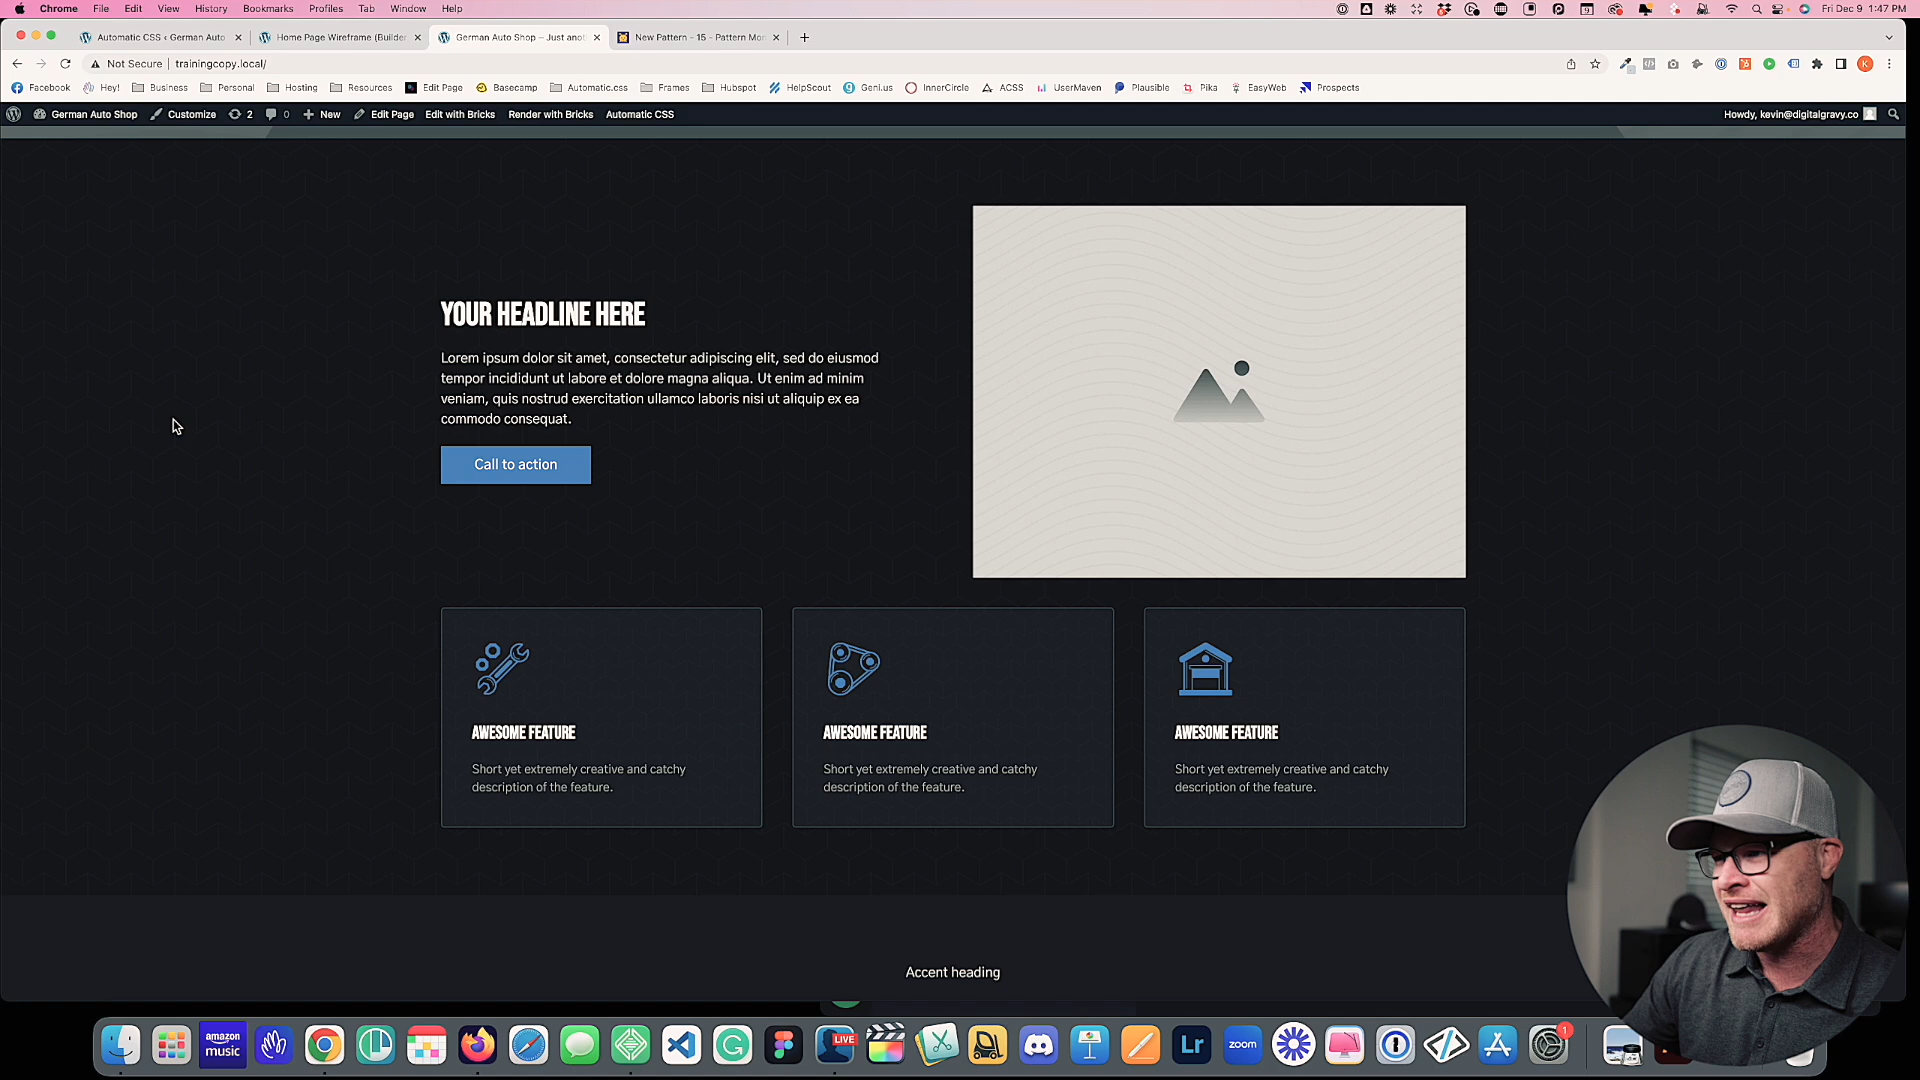 Chrome File Edit View History Bookmarks Profiles Tab Window Help Fri Dec 9 1:47 PM
Automatic CSS ‹ German Auto
Home Page Wireframe (Builder
German Auto Shop – Just anot
New Pattern - 15 - Pattern Mon
Not Secure | trainingcopy.local/
Facebook Hey! Business Personal Hosting Resources Edit Page Basecamp Automatic.css Frames Hubspot HelpScout Geni.us InnerCircle ACSS UserMaven Plausible Pika EasyWeb Prospects
German Auto Shop Customize 2 0 New Edit Page Edit with Bricks Render with Bricks Automatic CSS Howdy, kevin@digitalgravy.co
YOUR HEADLINE HERE
Lorem ipsum dolor sit amet, consectetur adipiscing elit, sed do eiusmod
tempor incididunt ut labore et dolore magna aliqua. Ut enim ad minim
veniam, quis nostrud exercitation ullamco laboris nisi ut aliquip ex ea
commodo consequat.
Call to action
AWESOME FEATURE
Short yet extremely creative and catchy
description of the feature.
AWESOME FEATURE
Short yet extremely creative and catchy
description of the feature.
AWESOME FEATURE
Short yet extremely creative and catchy
description of the feature.
Accent heading
amazon
music
LIVE
Lr
zoom
1